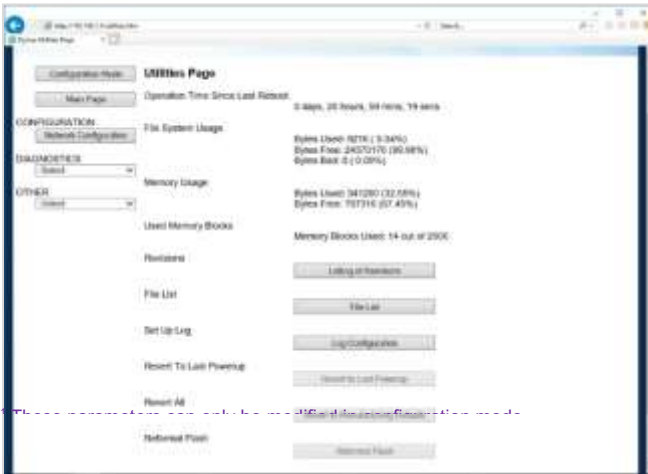 Search...
Configuration Mode
Main Page
CONFIGURATION
Network Configuration
DIAGNOSTICS
Select
OTHER
Select
Utilities Page
Operation Time Since Last Reboot
0 days, 20 hours, 59 mins, 19 secs
File System Usage
Bytes Used: 9216 ( 0.04%)
Bytes Free: 24370176 (99.96%)
Bytes Bad: 0 ( 0.00%)
Memory Usage
Bytes Used: 341260 (32.55%)
Bytes Free: 707316 (67.45%)
Used Memory Blocks
Memory Blocks Used: 14 out of 2500
Revisions
Listing of Revisions
File List
File List
Set Up Log
Log Configuration
Revert To Last Powerup
Revert to Last Powerup
Revert All
These parameters can only be modified in configuration mode
Reformat Flash
Reformat Flash